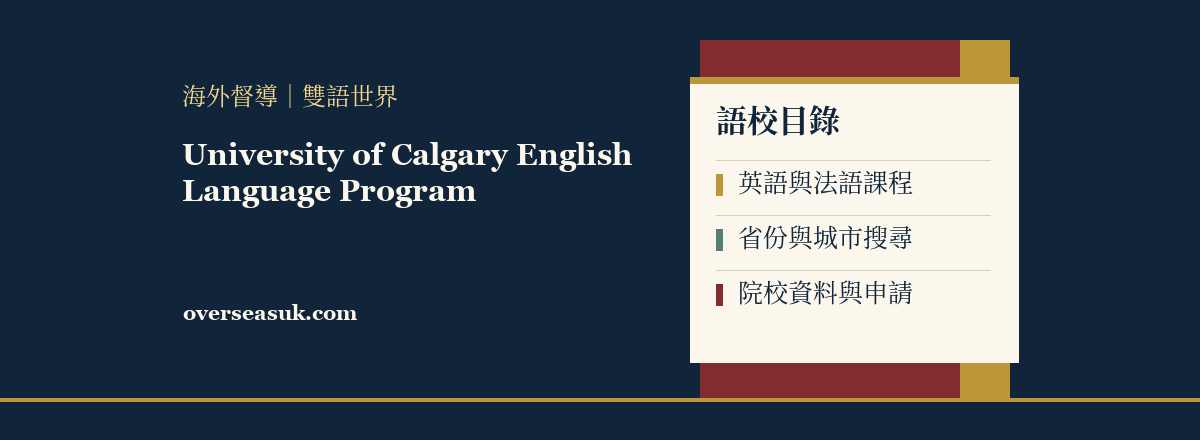 海外督導｜雙語世界
University of Calgary English
Language Program
overseasuk.com
語校目錄
英語與法語課程
省份與城市搜尋
院校資料與申請